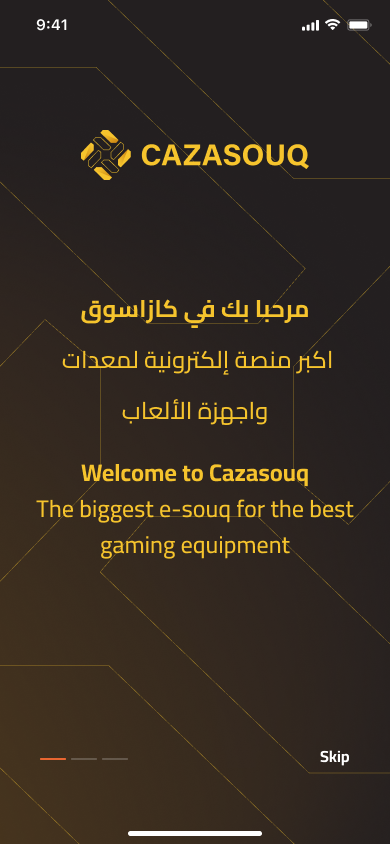 9:41
CAZASOUQ
مرحبا بك في كازاسوق
اكبر منصة إلكترونية لمعدات
واجهزة الألعاب
Welcome to Cazasouq
The biggest e-souq for the best
gaming equipment
Skip